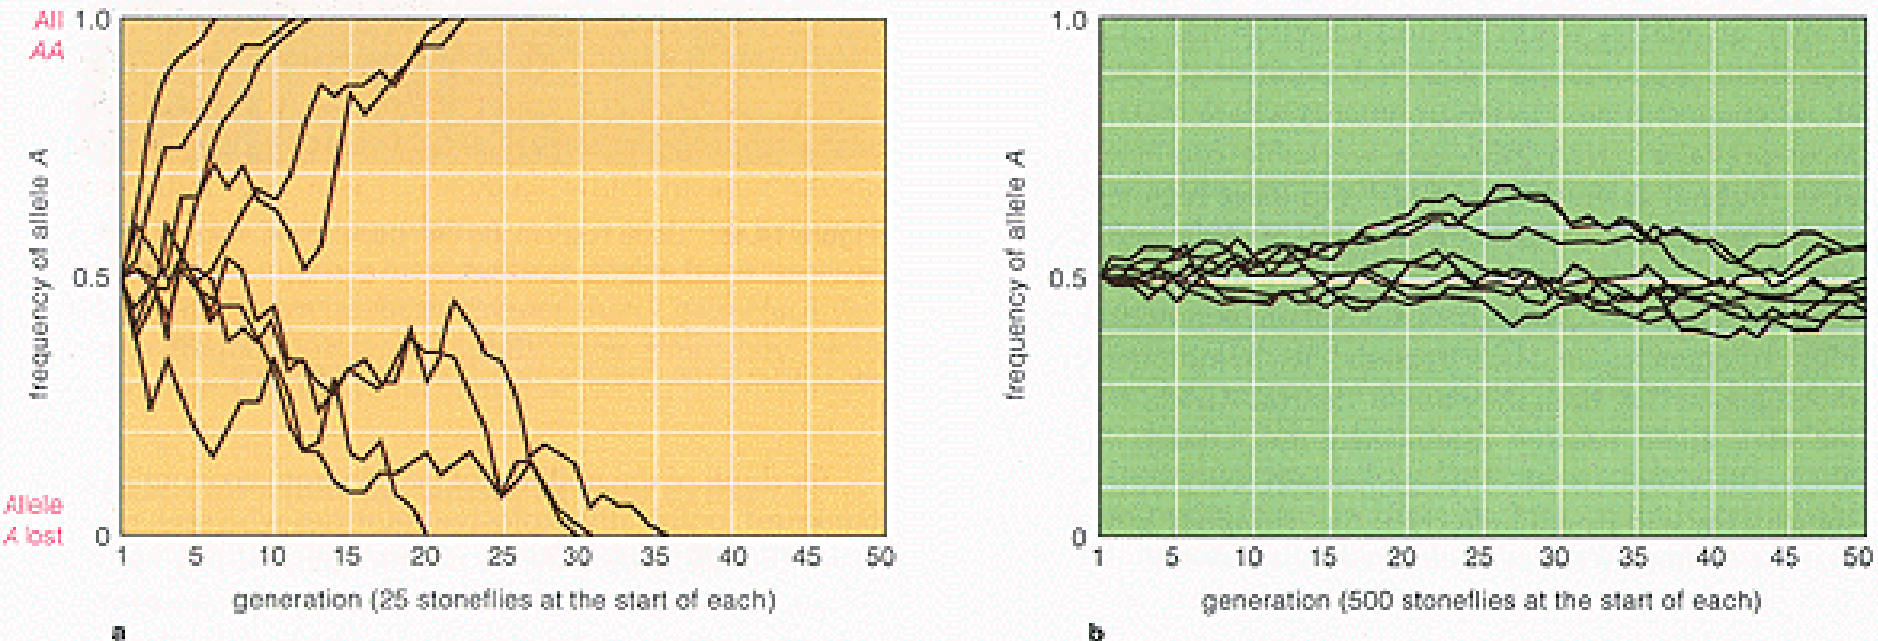 All
AA
1.0
frequency of allele A
0.5
Allele
A lost
0
1 5 10 15 20 25 30 35 40 45 50
generation (25 stoneflies at the start of each)
a
1.0
frequency of allele A
0.5
0
1 5 10 15 20 25 30 35 40 45 50
generation (500 stoneflies at the start of each)
b